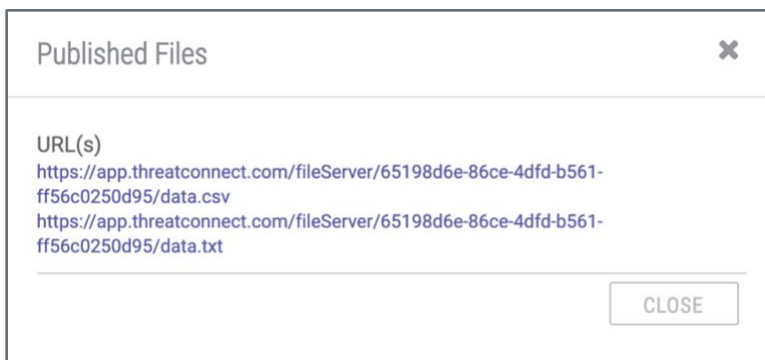 Published Files
URL(s)
https://app.threatconnect.com/fileServer/65198d6e-86ce-4dfd-b561-
ff56c0250d95/data.csv
https://app.threatconnect.com/fileServer/65198d6e-86ce-4dfd-b561-
ff56c0250d95/data.txt
CLOSE